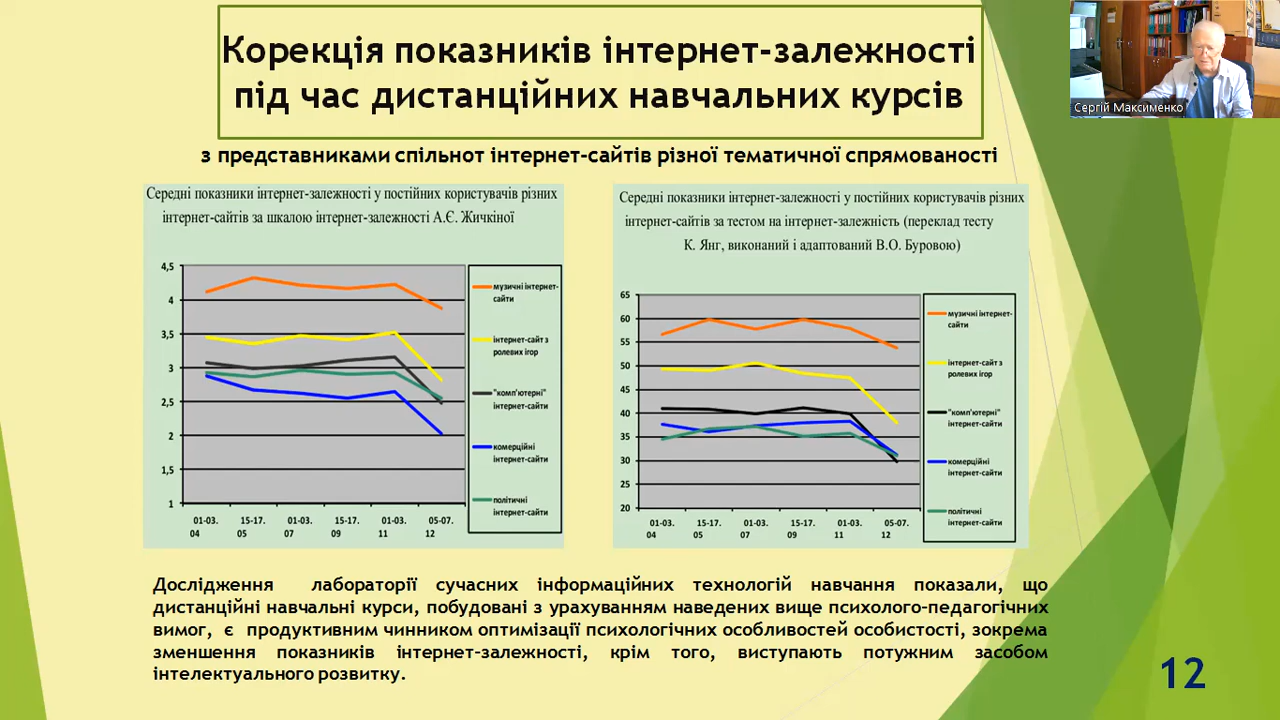 Корекція показників інтернет-залежності
під час дистанційних навчальних курсів
Сергій Максименко
з представниками спільнот інтернет-сайтів різної тематичної спрямованості
Середні показники інтернет-залежності у постійних користувачів різних
інтернет-сайтів за шкалою інтернет-залежності А.Є. Жичкіної
4,5
4
3,5
3
2,5
2
1,5
1
01-03. 15-17. 01-03. 15-17. 01-03. 05-07.
04 05 07 09 11 12
музичні інтернет-
сайти
інтернет-сайт з
ролевих ігор
"комп'ютерні"
інтернет-сайти
комерційні
інтернет-сайти
політичні
інтернет-сайти
Середні показники інтернет-залежності у постійних користувачів різних
інтернет-сайтів за тестом на інтернет-залежність (переклад тесту
К. Янг, виконаний і адаптований В.О. Буровою)
65
60
55
50
45
40
35
30
25
20
01-03. 15-17. 01-03. 15-17. 01-03. 05-07.
04 05 07 09 11 12
музичні інтернет-
сайти
інтернет-сайт з
ролевих ігор
"комп'ютерні"
інтернет-сайти
комерційні
інтернет-сайти
політичні
інтернет-сайти
Дослідження лабораторії сучасних інформаційних технологій навчання показали, що
дистанційні навчальні курси, побудовані з урахуванням наведених вище психолого-педагогічних
вимог, є продуктивним чинником оптимізації психологічних особливостей особистості, зокрема
зменшення показників інтернет-залежності, крім того, виступають потужним засобом
інтелектуального розвитку.
12